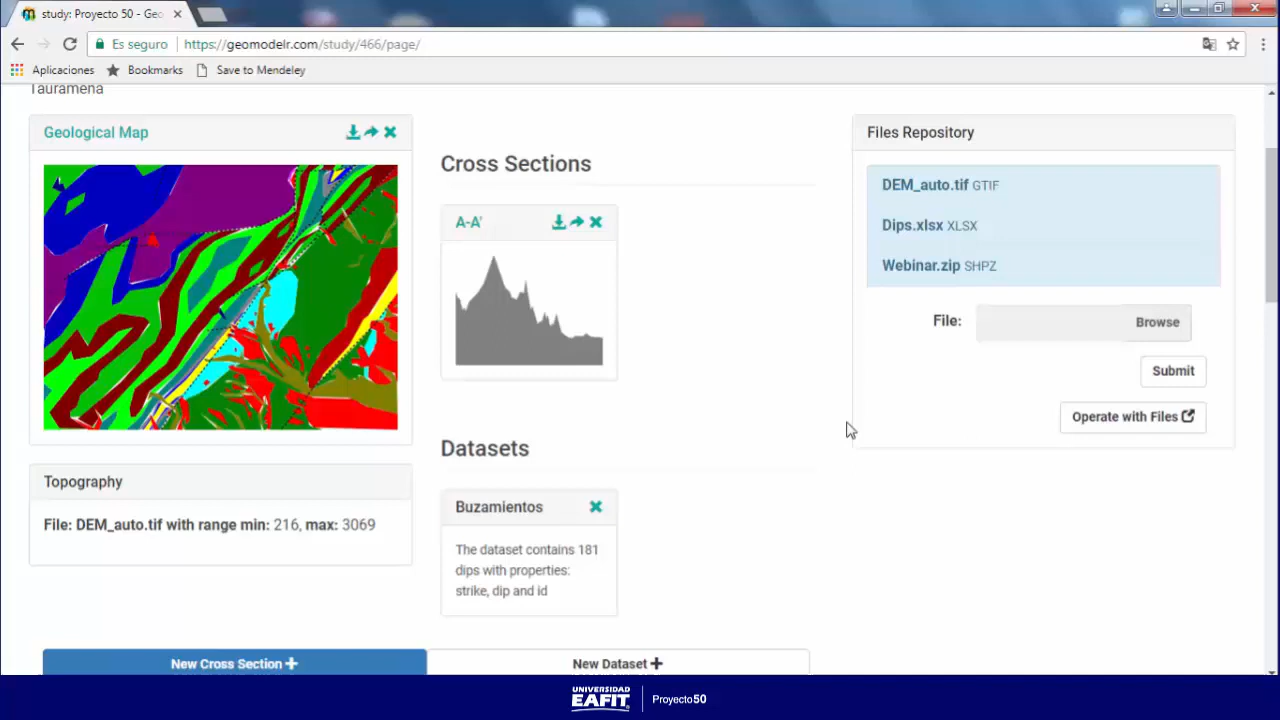 study: Proyecto 50 - Geo
Es seguro
https://geomodelr.com/study/466/page/
Aplicaciones
Bookmarks
Save to Mendeley
Tauramena
Geological Map
Cross Sections
A-A'
Files Repository
DEM_auto.tif GTIF
Dips.xlsx XLSX
Webinar.zip SHPZ
File:
Browse
Submit
Operate with Files
Datasets
Topography
File: DEM_auto.tif with range min: 216, max: 3069
Buzamientos
The dataset contains 181
dips with properties:
strike, dip and id
New Cross Section
New Dataset
UNIVERSIDAD
EAFIT
Proyecto50